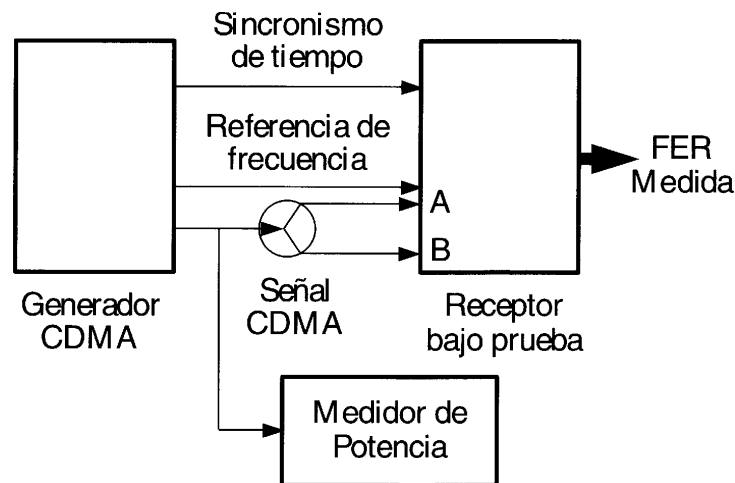 Sincronismo
de tiempo
Referencia de
frecuencia
A
B
FER
Medida
Generador
CDMA
Señal
CDMA
Receptor
bajo prueba
Medidor de
Potencia